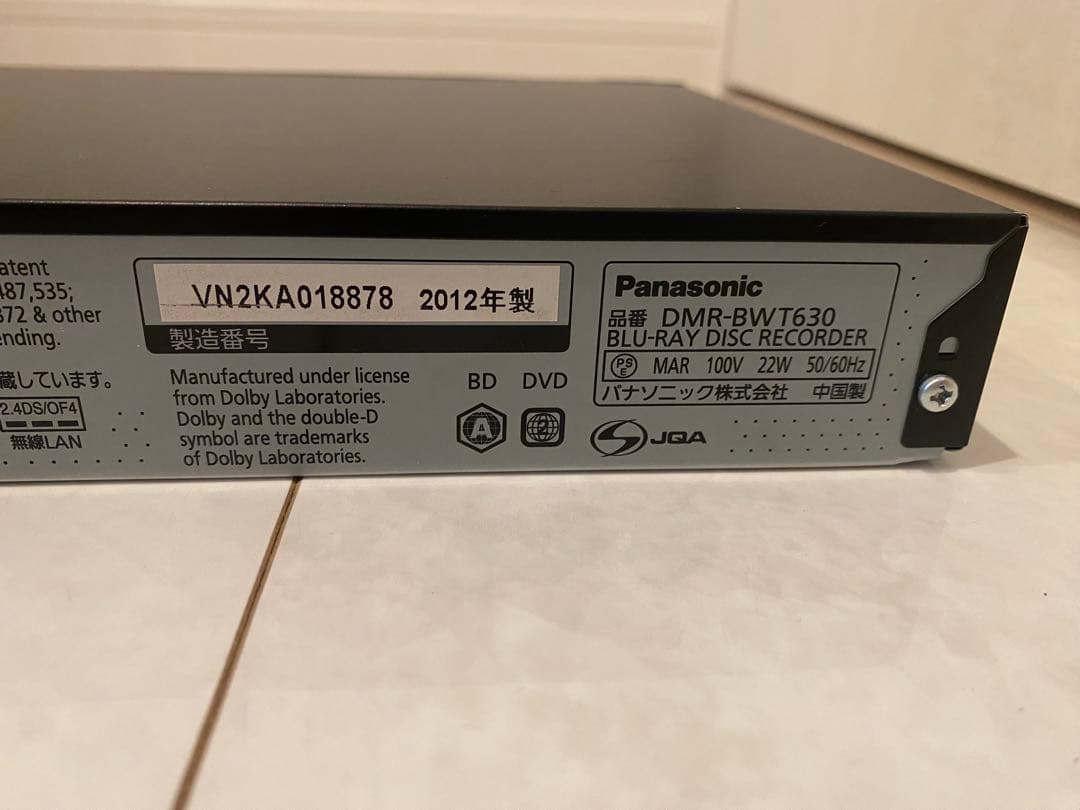 atent
487,535;
872 & other
ending.
蔵しています。
2.4DS/OF4
無線LAN
VN2KA018878 2012年製
製造番号
Manufactured under license
from Dolby Laboratories.
Dolby and the double-D
symbol are trademarks
of Dolby Laboratories.
BD DVD
A 2
Panasonic
品番 DMR-BWT630
BLU-RAY DISC RECORDER
PS E MAR 100V 22W 50/60Hz
パナソニック株式会社 中国製
JQA